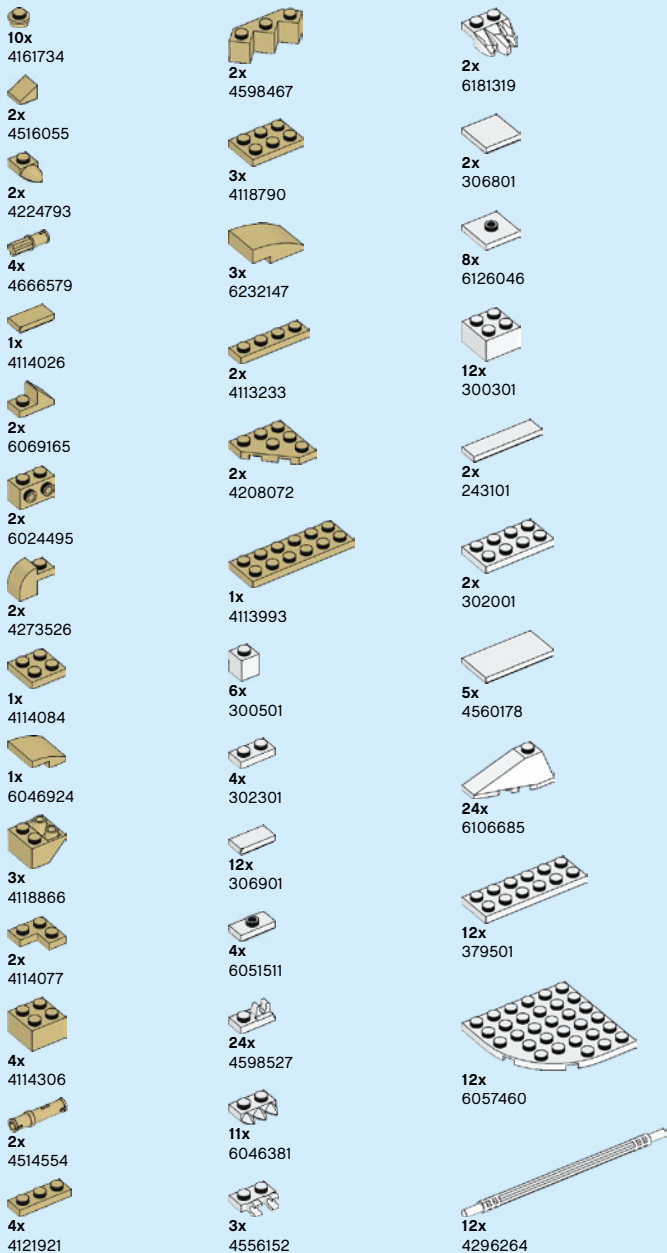 10x
4161734
2x
4516055
2x
4224793
4x
4666579
1x
4114026
2x
6069165
2x
6024495
2x
4273526
1x
4114084
1x
6046924
3x
4118866
2x
4114077
4x
4114306
2x
4514554
4x
4121921
2x
4598467
3x
4118790
3x
6232147
2x
4113233
2x
4208072
1x
4113993
6x
300501
4x
302301
12x
306901
4x
6051511
24x
4598527
11x
6046381
3x
4556152
2x
6181319
2x
306801
8x
6126046
12x
300301
2x
243101
2x
302001
5x
4560178
24x
6106685
12x
379501
12x
6057460
12x
4296264